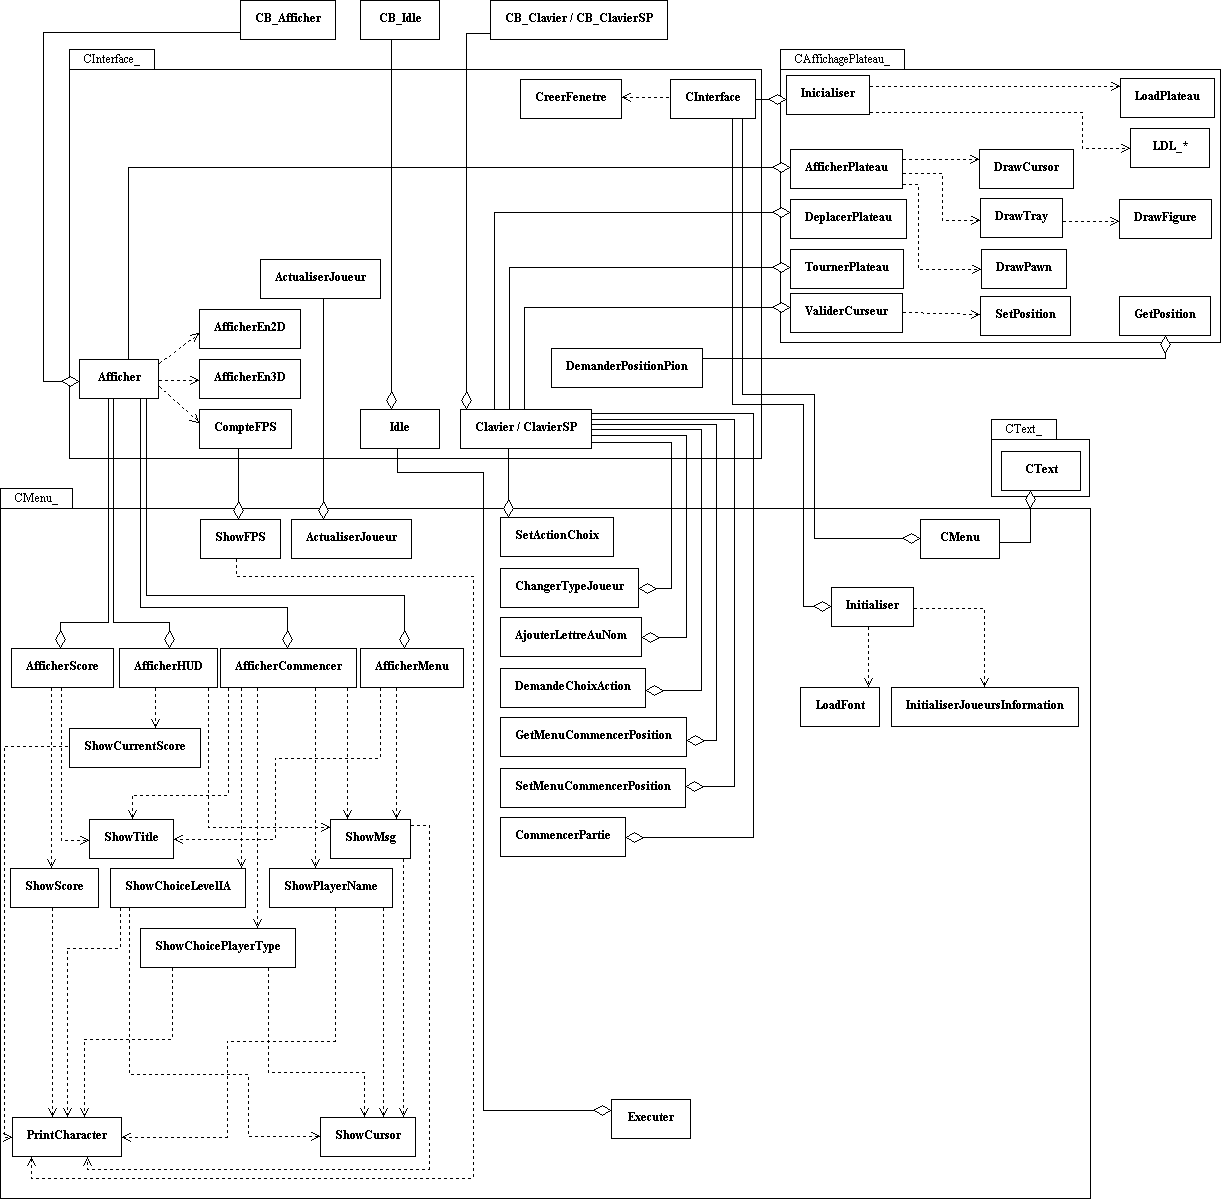 CB_Afficher
CB_Idle
CB_Clavier / CB_ClavierSP
CInterface_
CAffichagePlateau_
CreerFenetre
CInterface
Inicialiser
LoadPlateau
LDL_*
AfficherPlateau
DrawCursor
DeplacerPlateau
DrawTray
DrawFigure
ActualiserJoueur
TournerPlateau
DrawPawn
AfficherEn2D
ValiderCurseur
SetPosition
GetPosition
DemanderPositionPion
Afficher
AfficherEn3D
CompteFPS
Idle
Clavier / ClavierSP
CText_
CText
CMenu_
ShowFPS
ActualiserJoueur
SetActionChoix
CMenu
ChangerTypeJoueur
Initialiser
AjouterLettreAuNom
AfficherScore
AfficherHUD
AfficherCommencer
AfficherMenu
DemandeChoixAction
LoadFont
InitialiserJoueursInformation
ShowCurrentScore
GetMenuCommencerPosition
SetMenuCommencerPosition
ShowTitle
ShowMsg
CommencerPartie
ShowScore
ShowChoiceLevelIA
ShowPlayerName
ShowChoicePlayerType
Executer
PrintCharacter
ShowCursor